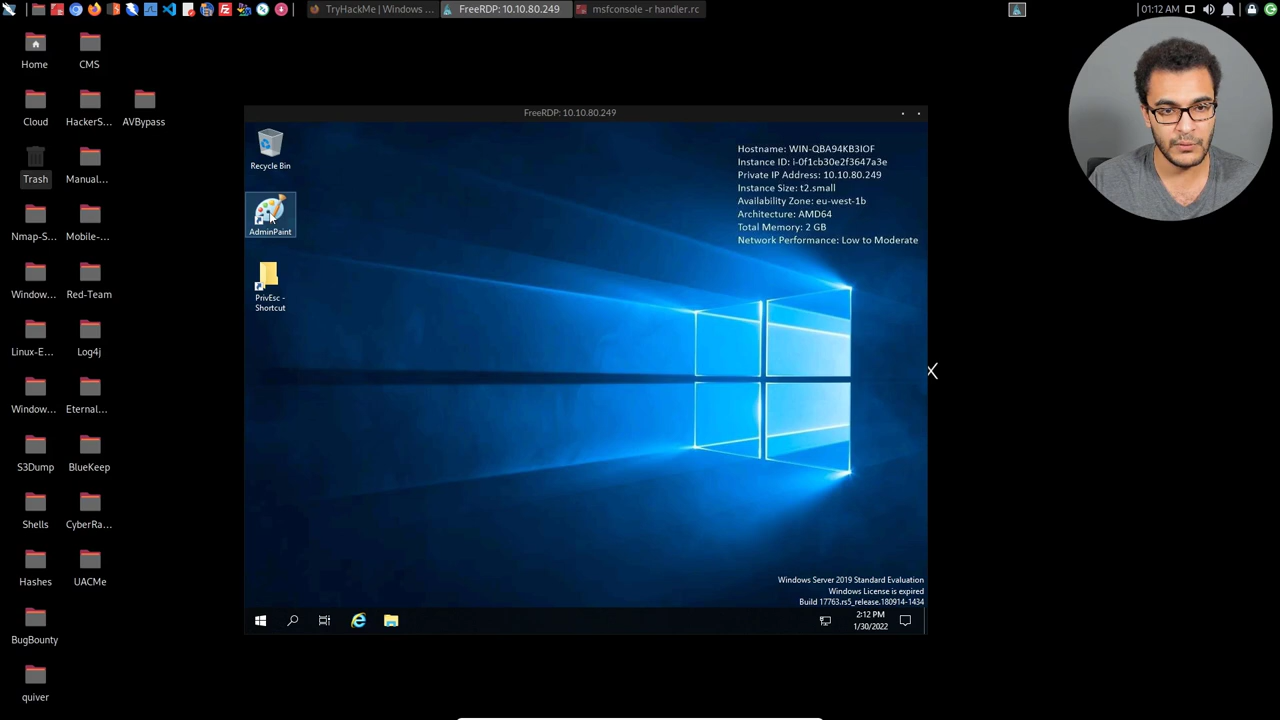 TryHackMe | Windows ...
FreeRDP: 10.10.80.249
msfconsole -r handler.rc
01:12 AM
Home
CMS
Cloud
HackerS...
AVBypass
Trash
Manual...
Nmap-S...
Mobile-...
Window...
Red-Team
Linux-E...
Log4j
Window...
Eternal...
S3Dump
BlueKeep
Shells
CyberRa...
Hashes
UACMe
BugBounty
quiver
FreeRDP: 10.10.80.249
Recycle Bin
AdminPaint
PrivEsc -
Shortcut
Hostname: WIN-QBA94KB3IOF
Instance ID: i-0f1cb30e2f3647a3e
Private IP Address: 10.10.80.249
Instance Size: t2.small
Availability Zone: eu-west-1b
Architecture: AMD64
Total Memory: 2 GB
Network Performance: Low to Moderate
Windows Server 2019 Standard Evaluation
Windows License is expired
Build 17763.rs5_release.180914-1434
2:12 PM
1/30/2022